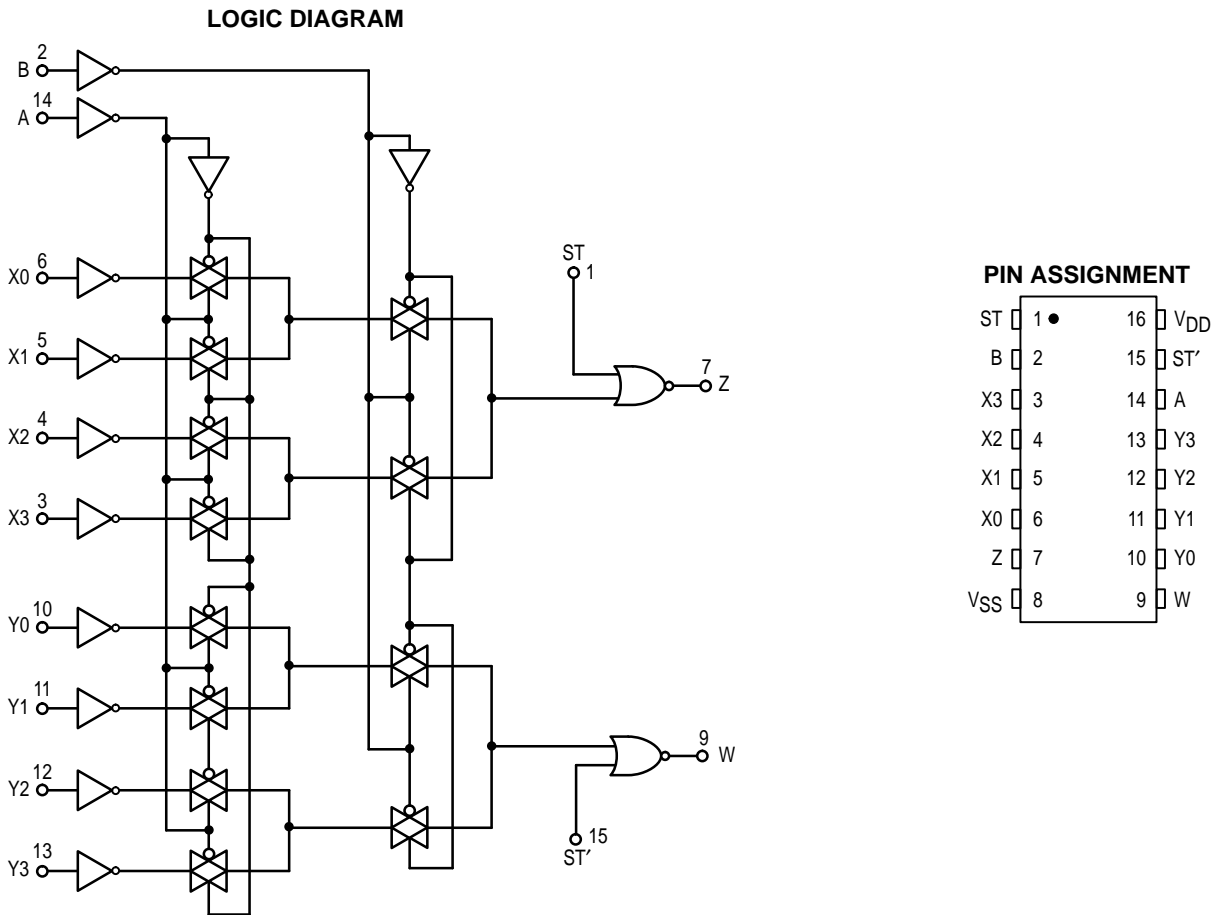 LOGIC DIAGRAM
B 2
A 14
X0 6
X1 5
X2 4
X3 3
Y0 10
Y1 11
Y2 12
Y3 13
ST
1
7
Z
9
W
15
ST′
PIN ASSIGNMENT
ST 1 16 VDD
B 2 15 ST′
X3 3 14 A
X2 4 13 Y3
X1 5 12 Y2
X0 6 11 Y1
Z 7 10 Y0
VSS 8 9 W